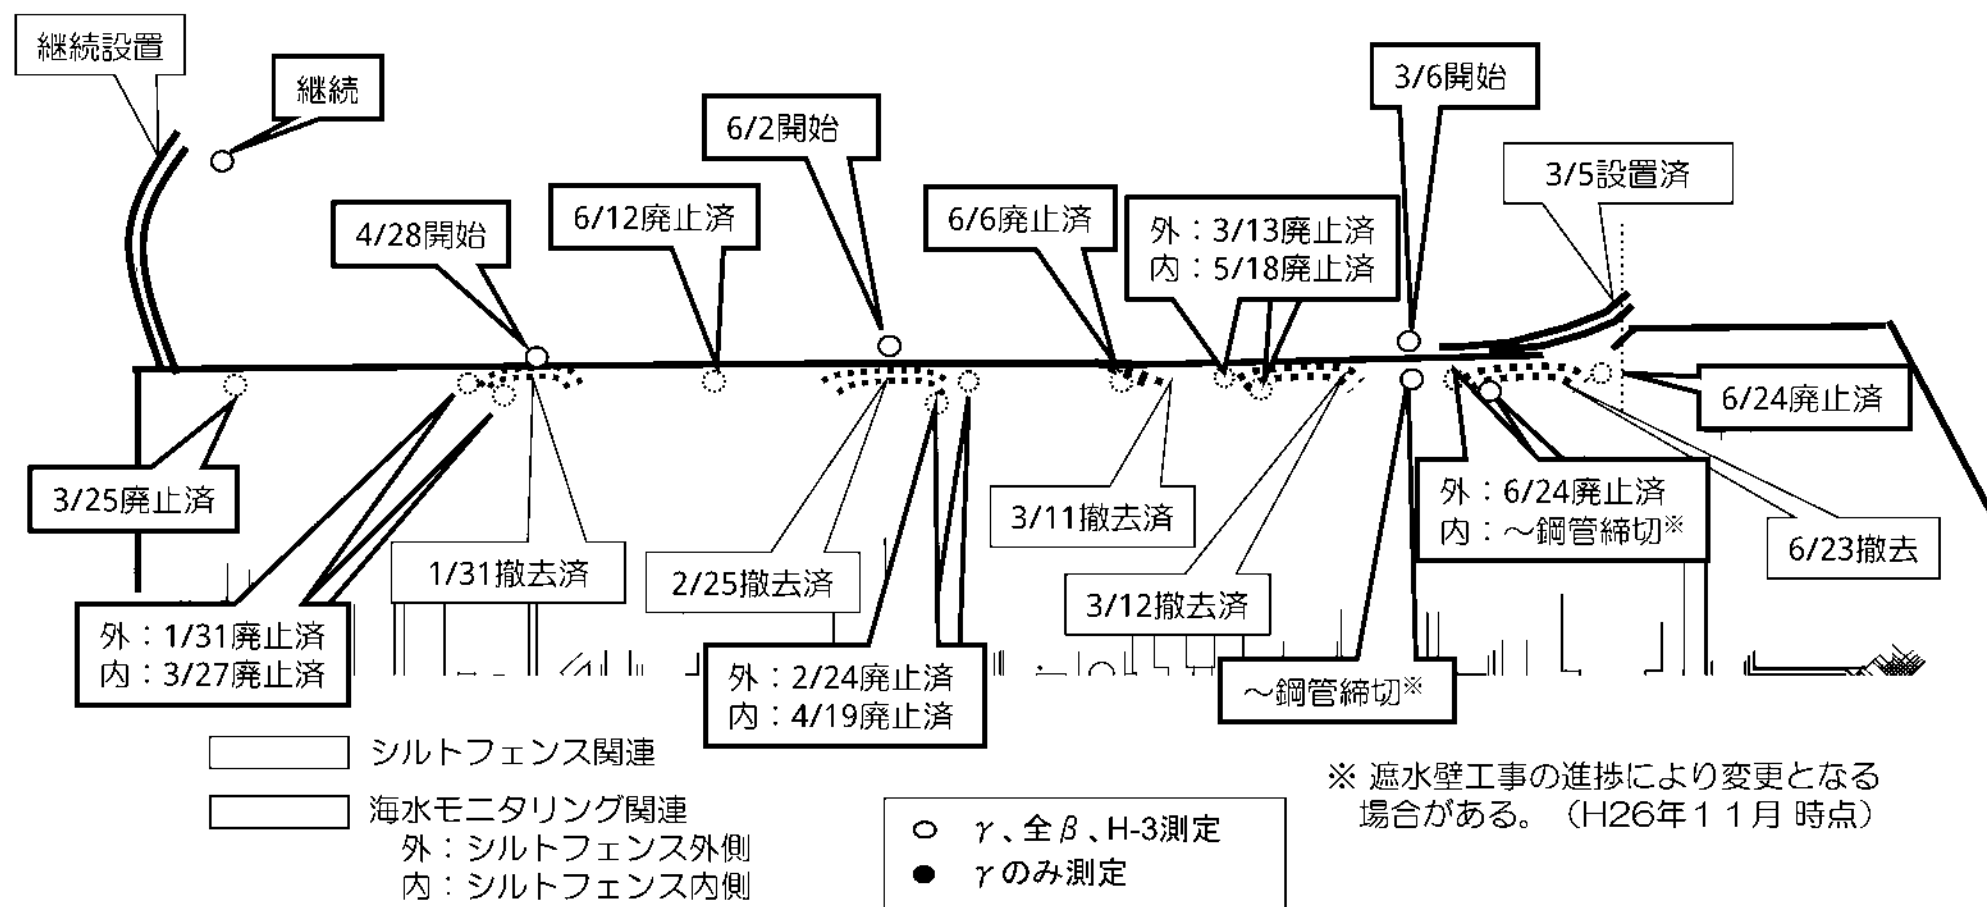 継続設置
継続
3/6開始
6/2開始
3/5設置済
6/12廃止済
6/6廃止済
外：3/13廃止済
内：5/18廃止済
4/28開始
6/24廃止済
3/25廃止済
3/11撤去済
外：6/24廃止済
内：～鋼管締切※
6/23撤去
1/31撤去済
2/25撤去済
3/12撤去済
外：1/31廃止済
内：3/27廃止済
外：2/24廃止済
内：4/19廃止済
～鋼管締切※
シルトフェンス関連
海水モニタリング関連
外：シルトフェンス外側
内：シルトフェンス内側
γ、全β、H-3測定
γのみ測定
※ 遮水壁工事の進捗により変更となる
場合がある。（H26年１１月 時点）